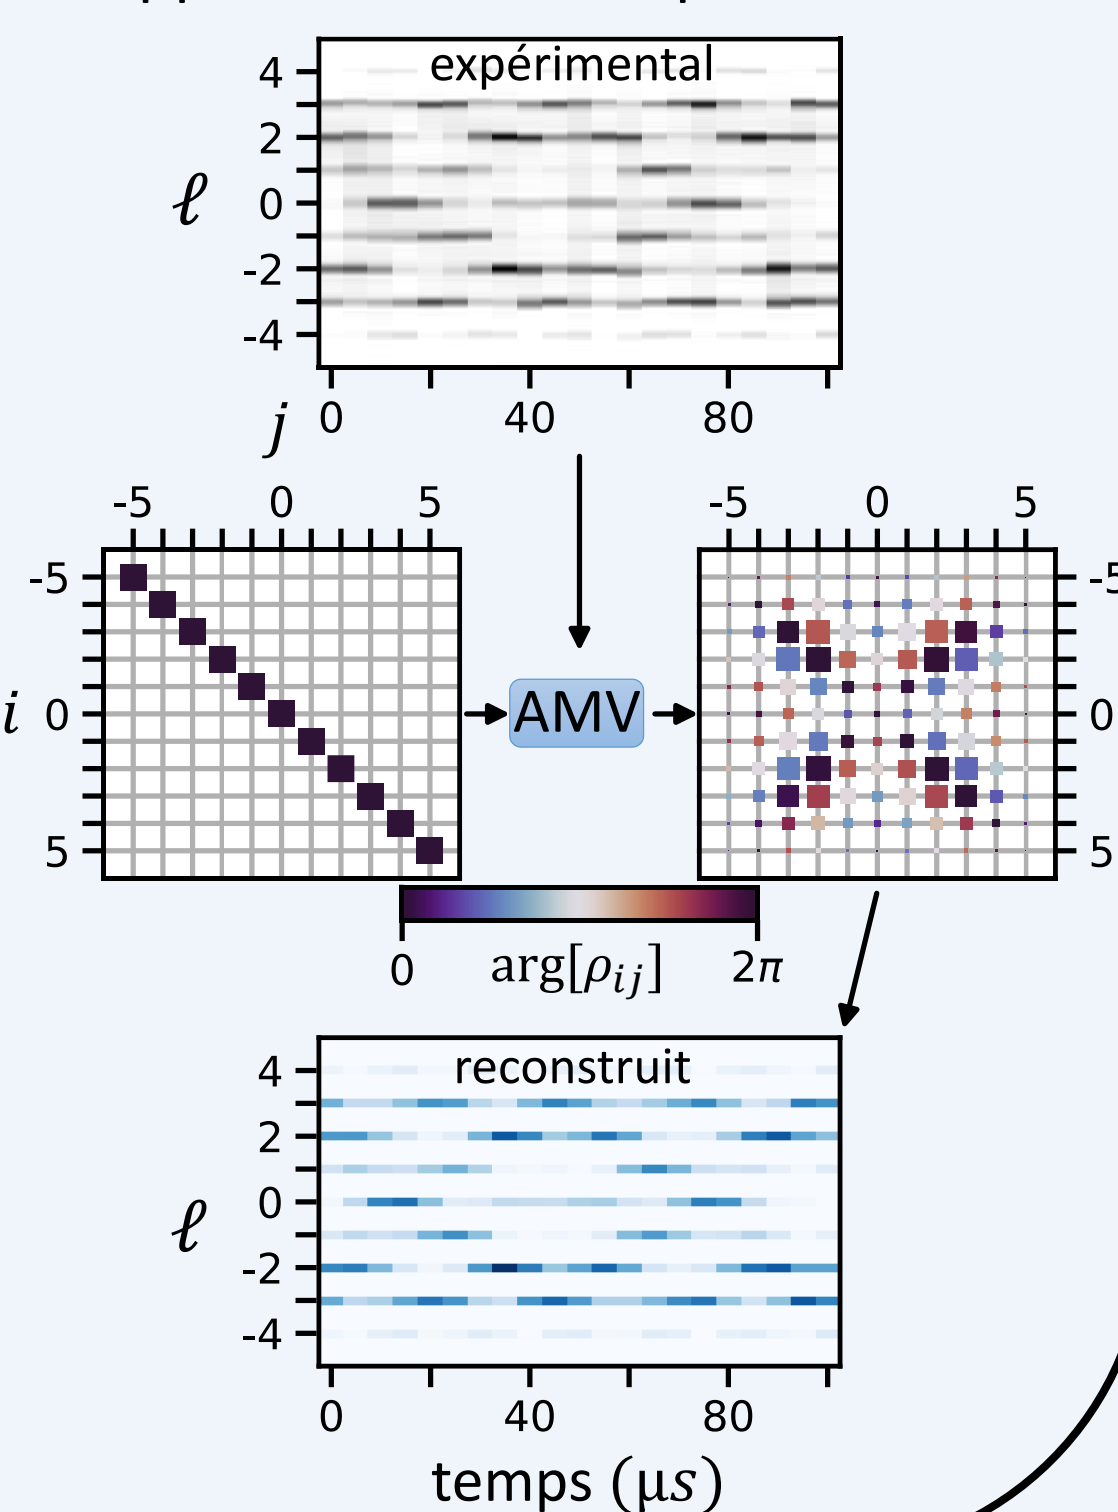 expérimental
4
2
ℓ 0
-2
-4
j 0 40 80
-5 0 5 -5 0 5
-5 -5
i 0 AMV 0
5 5
0 arg[ρij] 2π
reconstruit
4
2
ℓ 0
-2
-4
0 40 80
temps (μs)